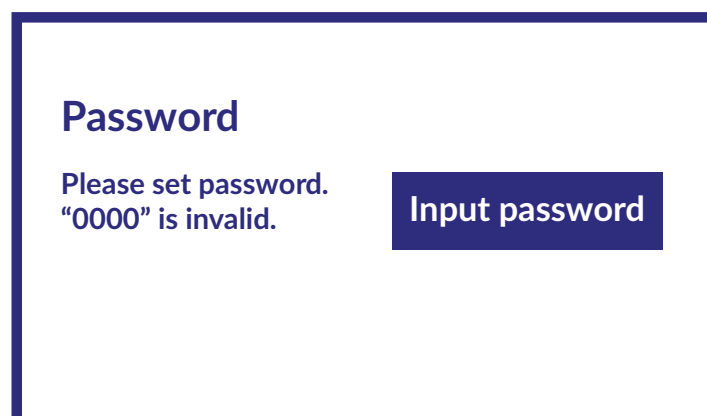 Password
Please set password.
“0000” is invalid.
Input password